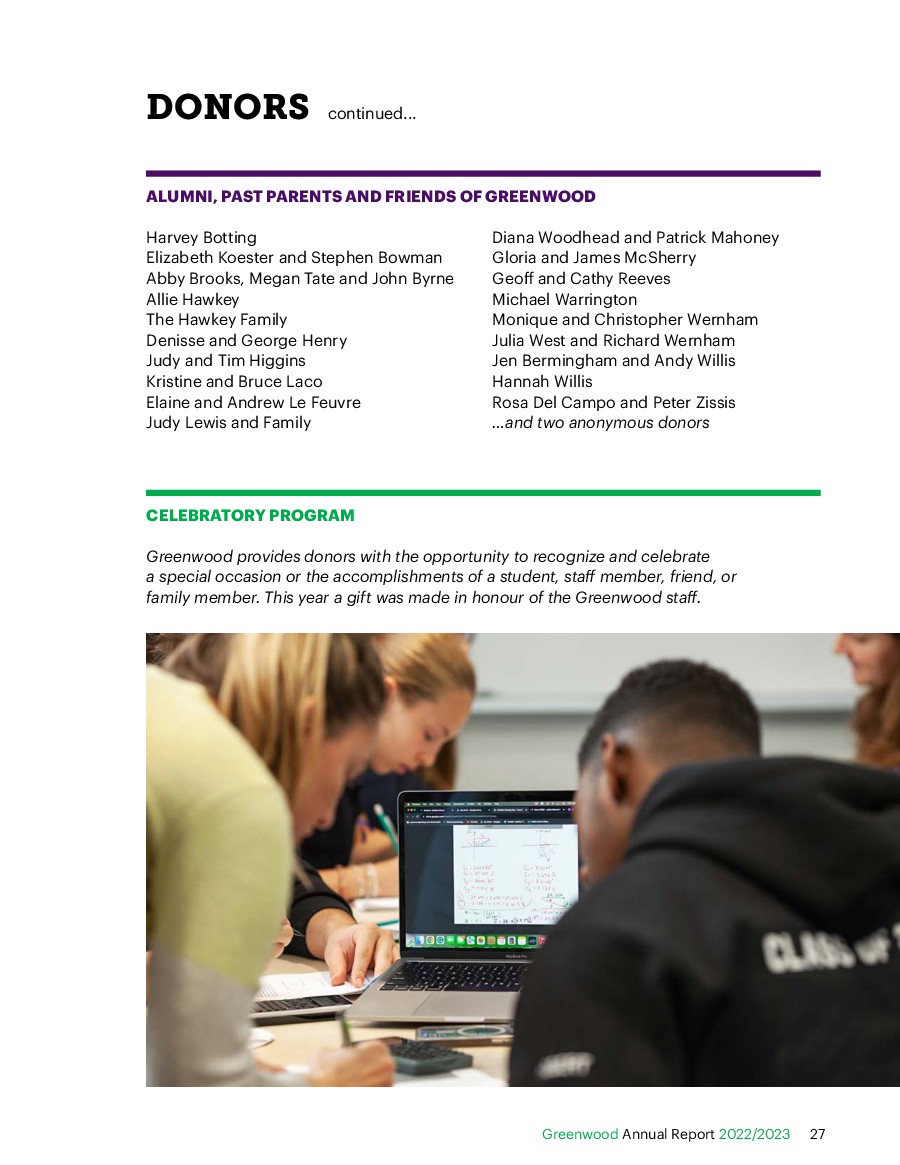 DONORS continued...
ALUMNI, PAST PARENTS AND FRIENDS OF GREENWOOD
Harvey Botting
Elizabeth Koester and Stephen Bowman
Abby Brooks, Megan Tate and John Byrne
Allie Hawkey
The Hawkey Family
Denisse and George Henry
Judy and Tim Higgins
Kristine and Bruce Laco
Elaine and Andrew Le Feuvre
Judy Lewis and Family
Diana Woodhead and Patrick Mahoney
Gloria and James McSherry
Geoff and Cathy Reeves
Michael Warrington
Monique and Christopher Wernham
Julia West and Richard Wernham
Jen Bermingham and Andy Willis
Hannah Willis
Rosa Del Campo and Peter Zissis
...and two anonymous donors
CELEBRATORY PROGRAM
Greenwood provides donors with the opportunity to recognize and celebrate
a special occasion or the accomplishments of a student, staff member, friend, or
family member. This year a gift was made in honour of the Greenwood staff.
MacBook Pro
CLASS OF
Greenwood Annual Report 2022/2023 27